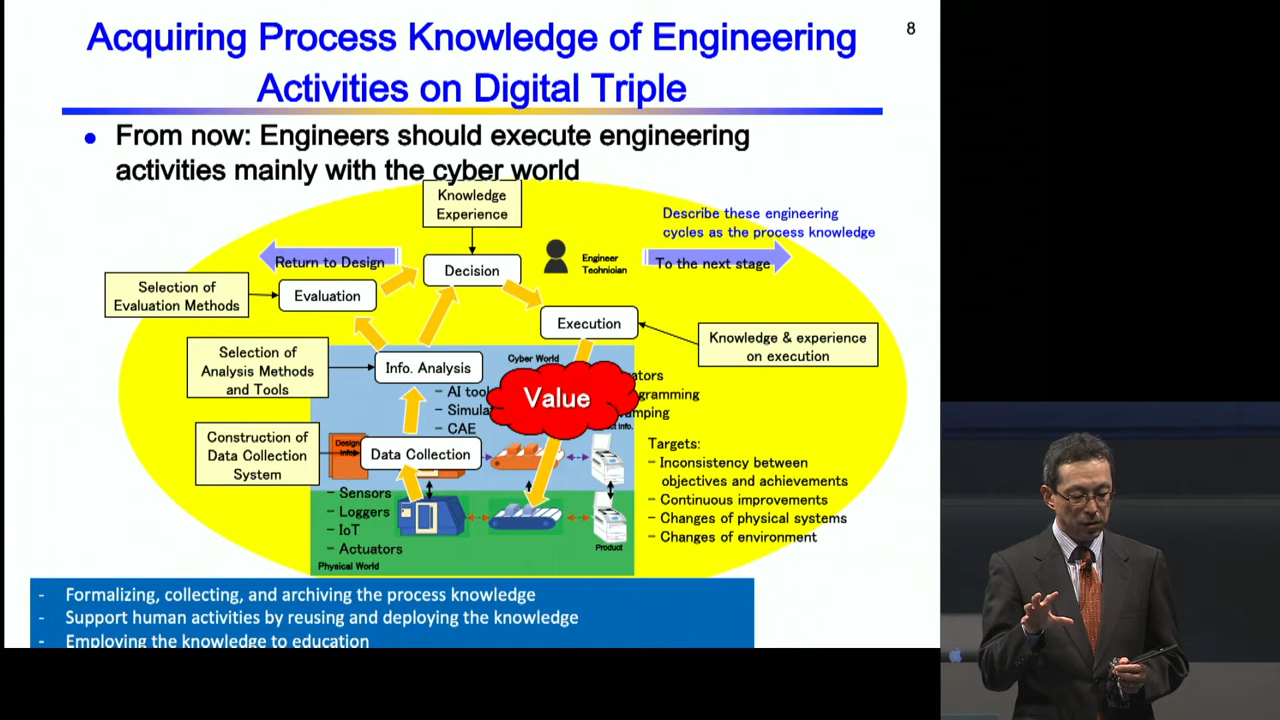 Acquiring Process Knowledge of Engineering
Activities on Digital Triple
8
● From now: Engineers should execute engineering
activities mainly with the cyber world
Knowledge
Experience
Describe these engineering
cycles as the process knowledge
Return to Design
Decision
Engineer
Technician
To the next stage
Selection of
Evaluation Methods
Evaluation
Execution
Knowledge & experience
on execution
Selection of
Analysis Methods
and Tools
Info. Analysis
Cyber World
- AI tool
- Simula
- CAE
Value
ators
gramming
amping
Construction of
Data Collection
System
Design
Data Collection
Targets:
- Inconsistency between
objectives and achievements
- Continuous improvements
- Changes of physical systems
- Changes of environment
- Sensors
- Loggers
- IoT
- Actuators
Product
Physical World
- Formalizing, collecting, and archiving the process knowledge
- Support human activities by reusing and deploying the knowledge
- Employing the knowledge to education